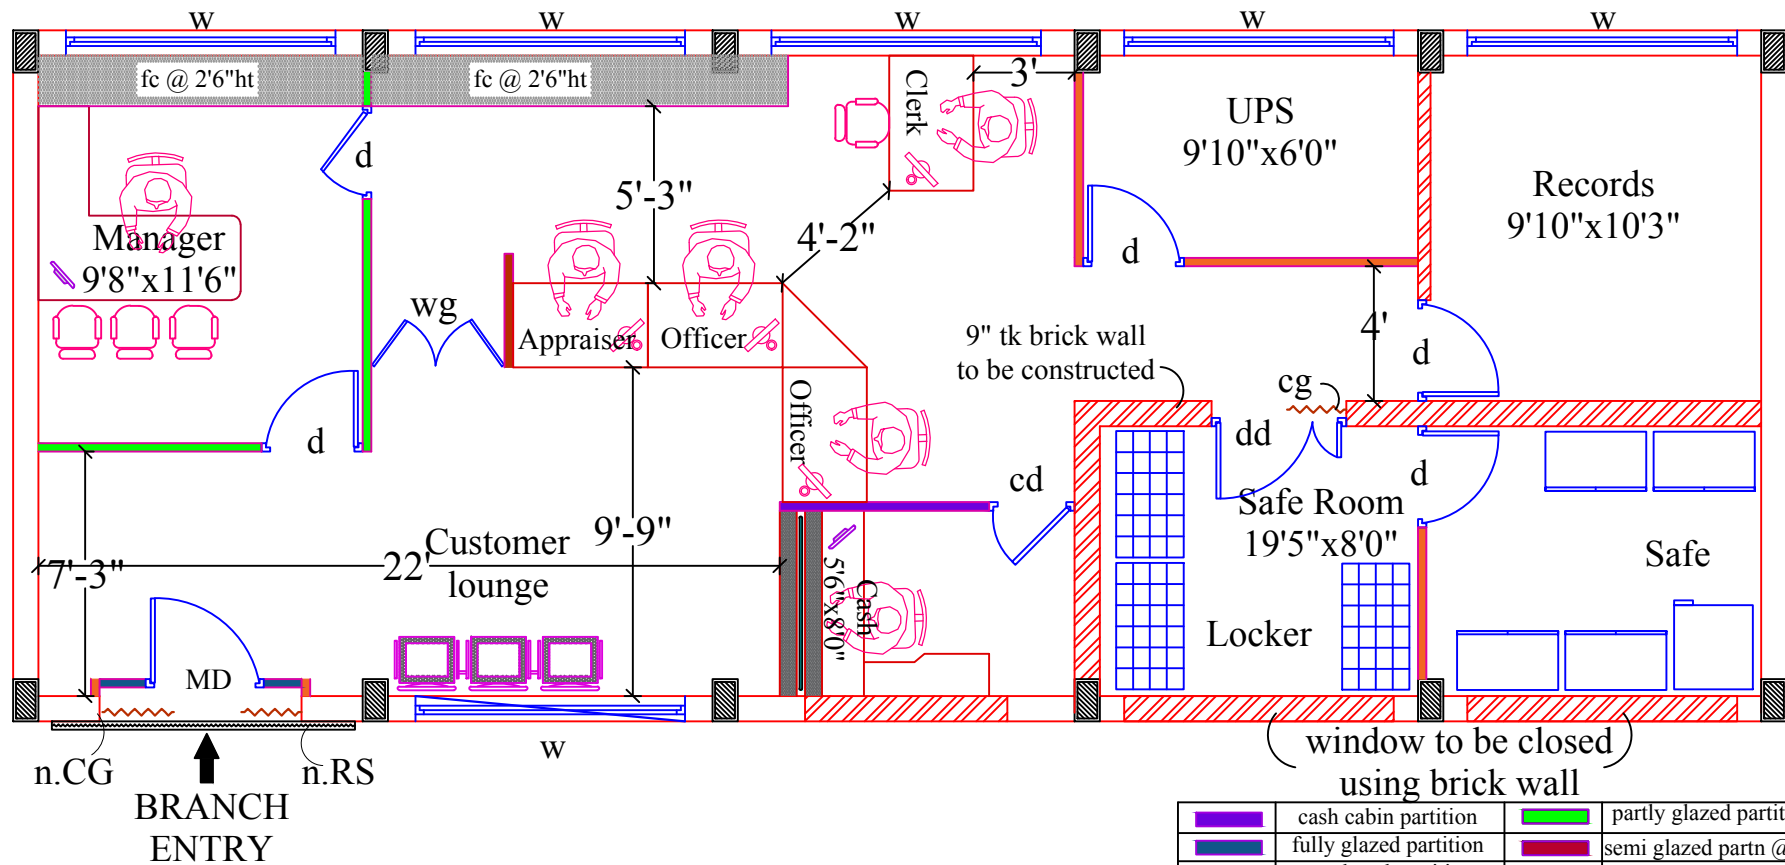 w
w
w
w
w
fc @ 2'6"ht
fc @ 2'6"ht
Clerk
3'
UPS
9'10"x6'0"
Records
9'10"x10'3"
d
5'-3"
4'-2"
Manager
9'8"x11'6"
d
wg
Appraiser
Officer
9" tk brick wall
to be constructed
4'
d
cg
Officer
d
dd
d
cd
Safe Room
19'5"x8'0"
Safe
9'-9"
Customer
lounge
22'
7'-3"
Cash
5'6"x8'0"
Locker
MD
w
n.CG
n.RS
BRANCH
ENTRY
window to be closed
using brick wall
cash cabin partition
partly glazed partit
fully glazed partition
semi glazed partn @